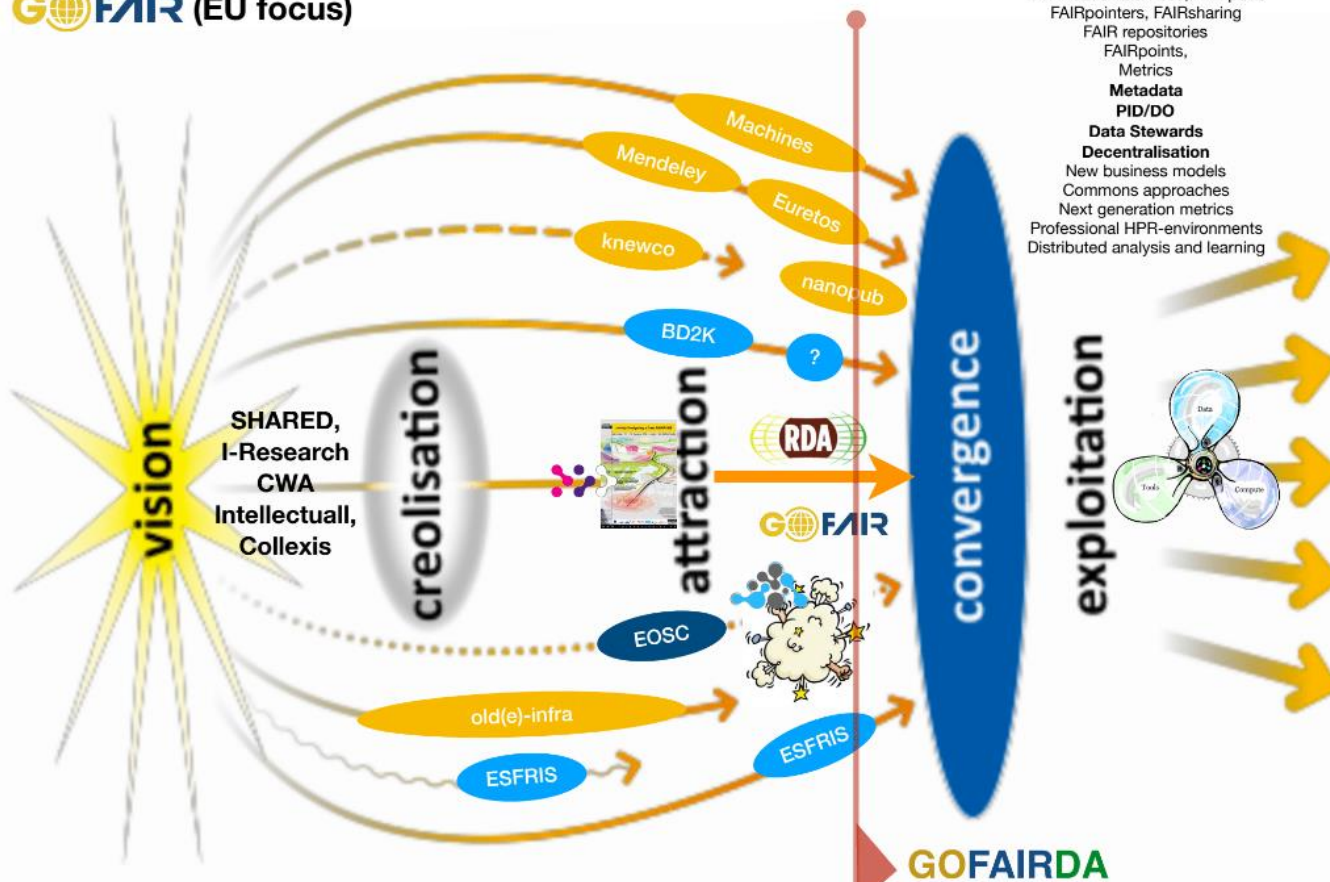 GO FAIR (EU focus)
FAIRpointers, FAIRsharing
FAIR repositories
FAIRpoints,
Metrics
Metadata
PID/DO
Data Stewards
Decentralisation
New business models
Commons approaches
Next generation metrics
Professional HPR-environments
Distributed analysis and learning
Machines
Mendeley
Euretos
knewco
nanopub
BD2K
?
vision
SHARED,
I-Research
CWA
Intellectuall,
Collexis
creolisation
attraction
RDA
GO FAIR
convergence
exploitation
Data
Tools
Compute
EOSC
old(e)-infra
ESFRIS
ESFRIS
GOFAIRDA